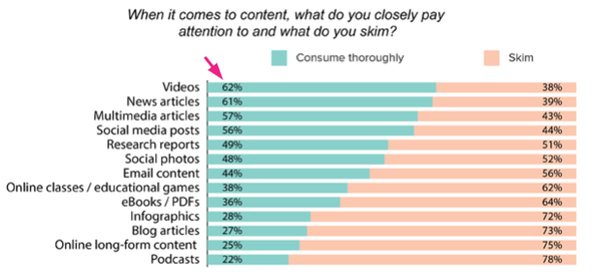 When it comes to content, what do you closely pay
attention to and what do you skim?
Consume thoroughly Skim
Videos 62% 38%
News articles 61% 39%
Multimedia articles 57% 43%
Social media posts 56% 44%
Research reports 49% 51%
Social photos 48% 52%
Email content 44% 56%
Online classes / educational games 38% 62%
eBooks / PDFs 36% 64%
Infographics 28% 72%
Blog articles 27% 73%
Online long-form content 25% 75%
Podcasts 22% 78%